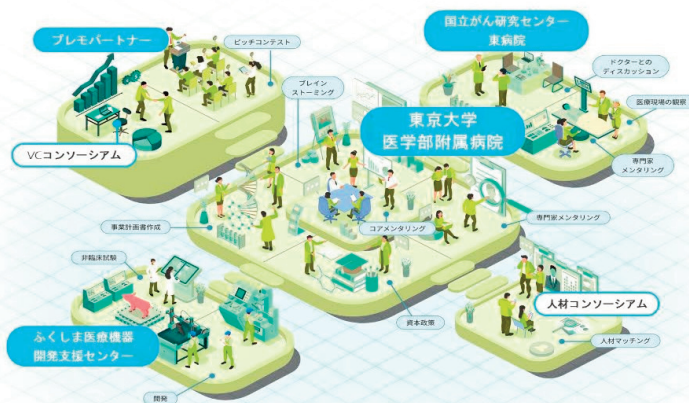 プレモパートナー
ピッチコンテスト
VCコンソーシアム
国立がん研究センター
東病院
ドクターとの
ディスカッション
医療現場の観察
専門家
メンタリング
ブレイン
ストーミング
東京大学
医学部附属病院
事業計画書作成
コアメンタリング
専門家メンタリング
資本政策
非臨床試験
ふくしま医療機器
開発支援センター
開発
人材コンソーシアム
人材マッチング